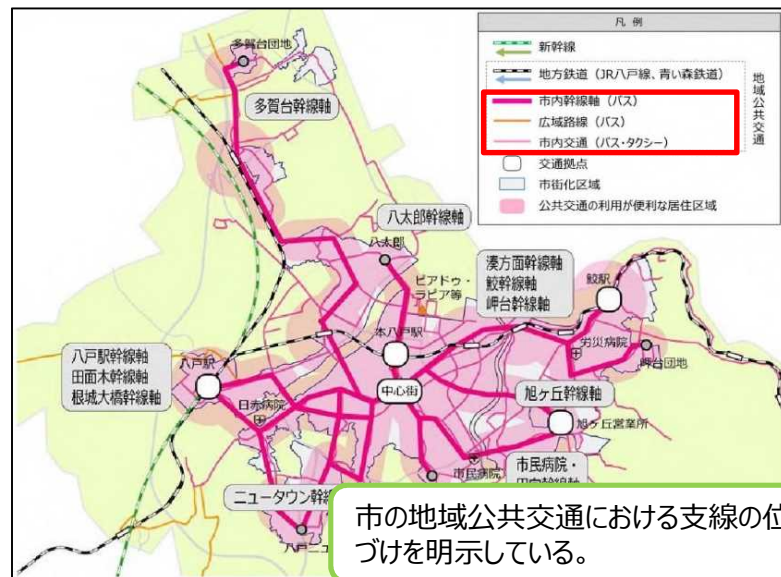 凡 例
新幹線
地方鉄道（JR八戸線、青い森鉄道）
市内幹線軸（バス）
広域路線（バス）
市内交通（バス・タクシー）
交通拠点
市街化区域
公共交通の利用が便利な居住区域
地域公共交通
多賀台団地
多賀台幹線軸
八太郎幹線軸
八太郎
ピアドゥ・
ラピア等
湊方面幹線軸
鮫幹線軸
岬台幹線軸
鮫駅
本八戸駅
労災病院
岬台団地
八戸駅幹線軸
田面木幹線軸
根城大橋幹線軸
八戸駅
中心街
日赤病院
旭ヶ丘幹線軸
旭ヶ丘営業所
市民病院
市民病院・
ニュータウン幹線
八戸ニュ
市の地域公共交通における支線の位
づけを明示している。